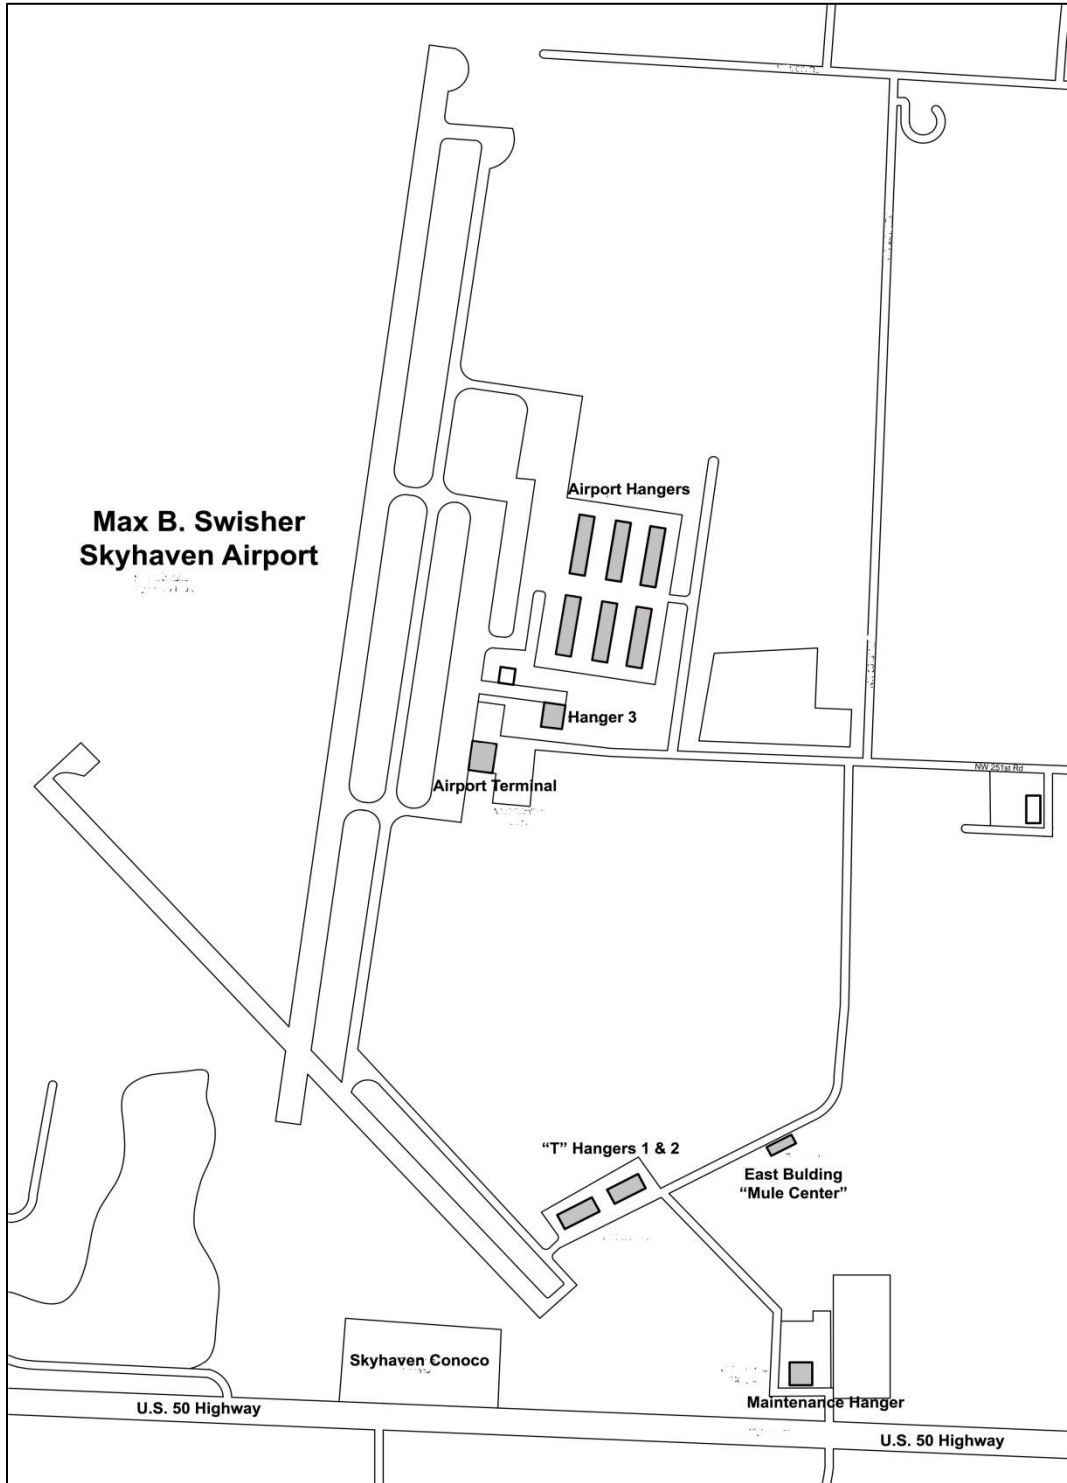 Airport Hangers
Max B. Swisher
Skyhaven Airport
Hanger 3
NW 251st Rd
Airport Terminal
“T” Hangers 1 & 2
East Bulding
“Mule Center”
Skyhaven Conoco
Maintenance Hanger
U.S. 50 Highway
U.S. 50 Highway